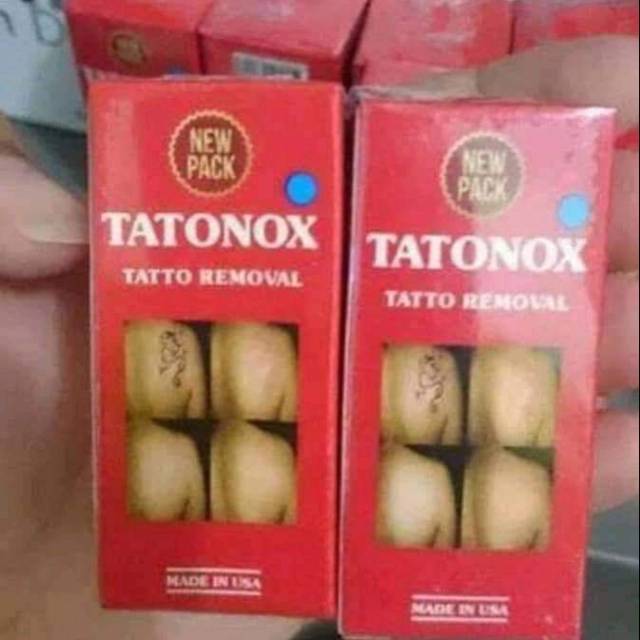 NEW
PACK
TATONOX
TATTO REMOVAL
MADE IN USA
NEW
PACK
TATONOX
TATTO REMOVAL
MADE IN USA